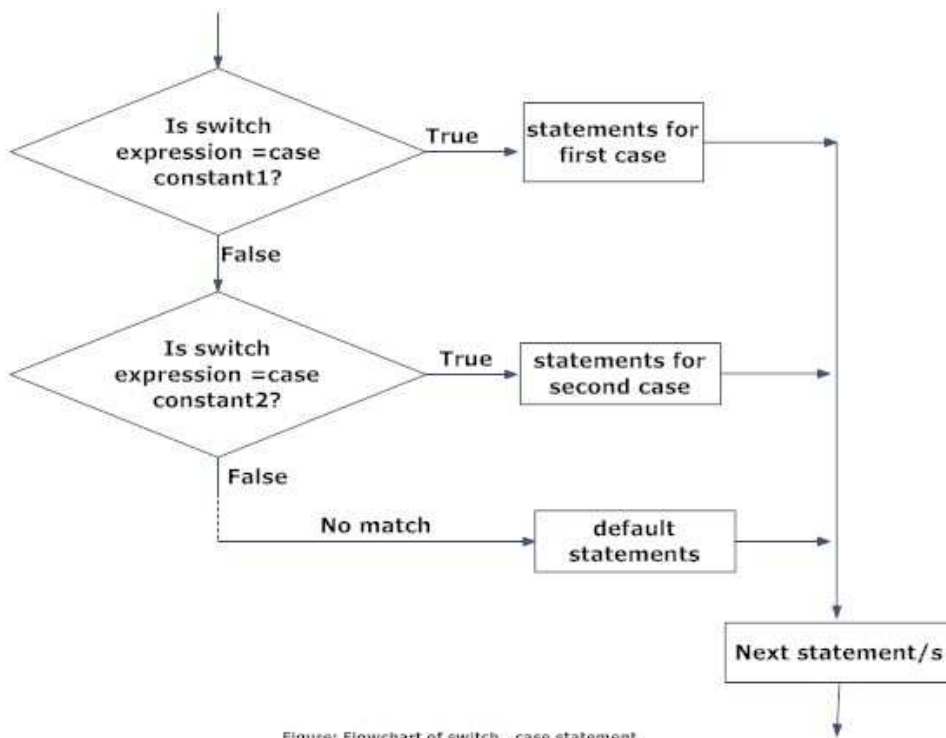 Is switch
expression =case
constant1?
True
statements for
first case
False
Is switch
expression =case
constant2?
True
statements for
second case
False
No match
default
statements
Next statement/s
Figure: Flowchart of switch...case statement